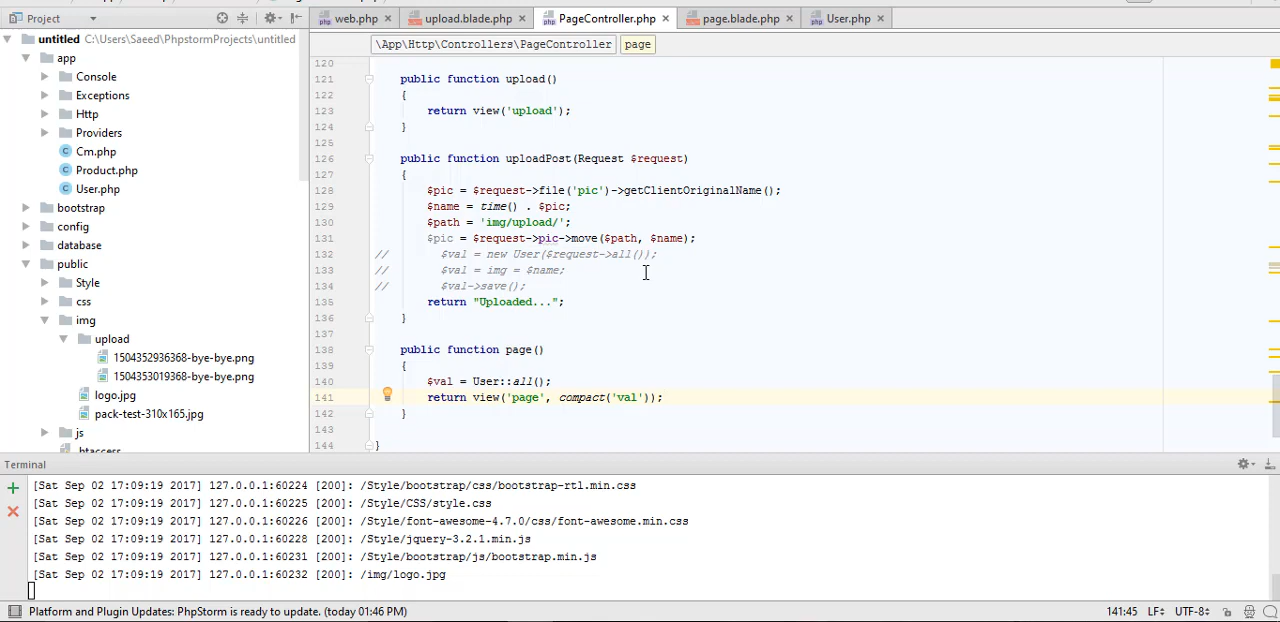 Project
web.php
upload.blade.php
PageController.php
page.blade.php
User.php
untitled C:\Users\Saeed\PhpstormProjects\untitled
app
Console
Exceptions
Http
Providers
Cm.php
Product.php
User.php
bootstrap
config
database
public
Style
css
img
upload
1504352936368-bye-bye.png
1504353019368-bye-bye.png
logo.jpg
pack-test-310x165.jpg
js
.htaccess
\App\Http\Controllers\PageController page
120
121 public function upload()
122 {
123 return view('upload');
124 }
125
126 public function uploadPost(Request $request)
127 {
128 $pic = $request->file('pic')->getClientOriginalName();
129 $name = time() . $pic;
130 $path = 'img/upload/';
131 $pic = $request->pic->move($path, $name);
132 // $val = new User($request->all());
133 // $val = img = $name;
134 // $val->save();
135 return "Uploaded...";
136 }
137
138 public function page()
139 {
140 $val = User::all();
141 return view('page', compact('val'));
142 }
143
144 }
Terminal
[Sat Sep 02 17:09:19 2017] 127.0.0.1:60224 [200]: /Style/bootstrap/css/bootstrap-rtl.min.css
[Sat Sep 02 17:09:19 2017] 127.0.0.1:60225 [200]: /Style/CSS/style.css
[Sat Sep 02 17:09:19 2017] 127.0.0.1:60226 [200]: /Style/font-awesome-4.7.0/css/font-awesome.min.css
[Sat Sep 02 17:09:19 2017] 127.0.0.1:60228 [200]: /Style/jquery-3.2.1.min.js
[Sat Sep 02 17:09:19 2017] 127.0.0.1:60231 [200]: /Style/bootstrap/js/bootstrap.min.js
[Sat Sep 02 17:09:19 2017] 127.0.0.1:60232 [200]: /img/logo.jpg
Platform and Plugin Updates: PhpStorm is ready to update. (today 01:46 PM)
141:45 LF UTF-8